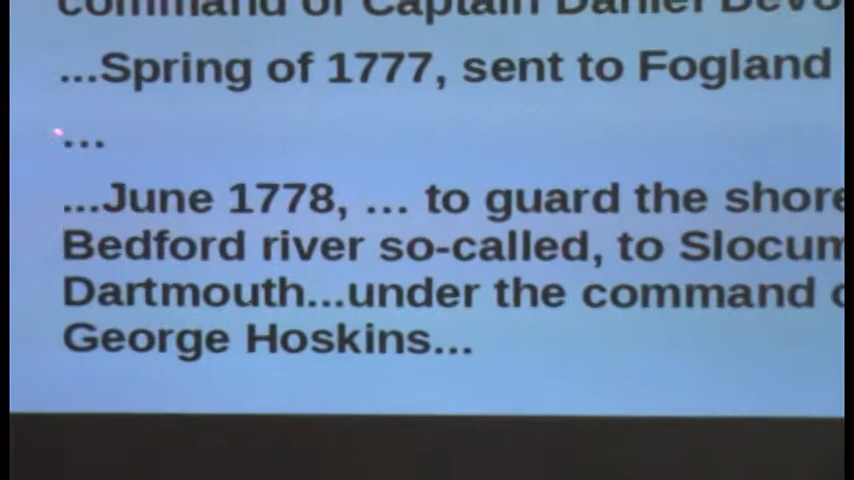 command of Captain Daniel
...Spring of 1777, sent to Fogland
...
...June 1778, ... to guard the shore
Bedford river so-called, to Slocum
Dartmouth...under the command
George Hoskins...